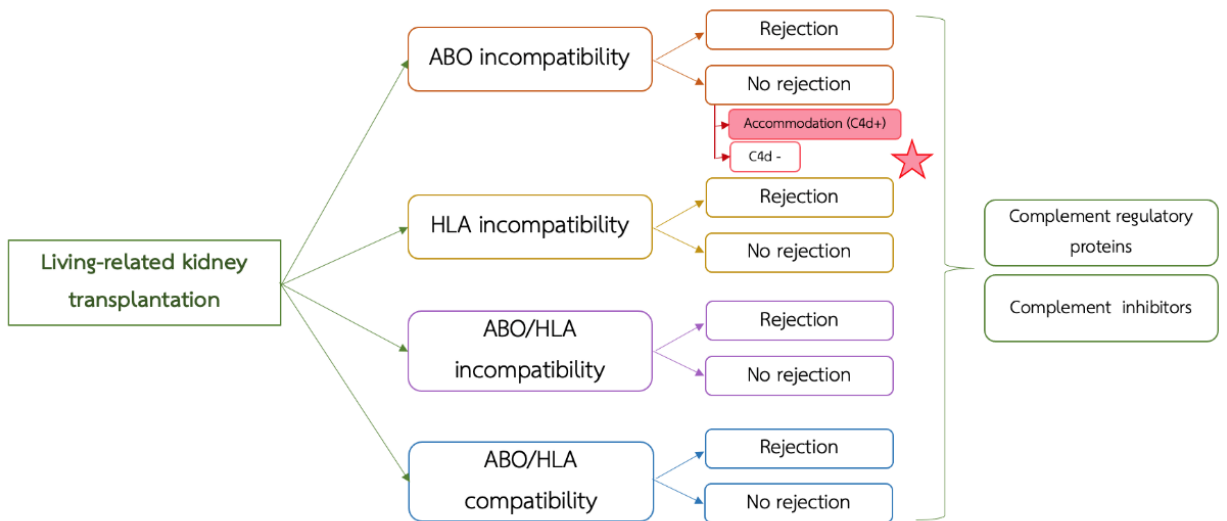 Living-related kidney
transplantation
ABO incompatibility
Rejection
No rejection
Accommodation (C4d+)
C4d -
HLA incompatibility
Rejection
No rejection
ABO/HLA
incompatibility
Rejection
No rejection
ABO/HLA
compatibility
Rejection
No rejection
Complement regulatory
proteins
Complement inhibitors